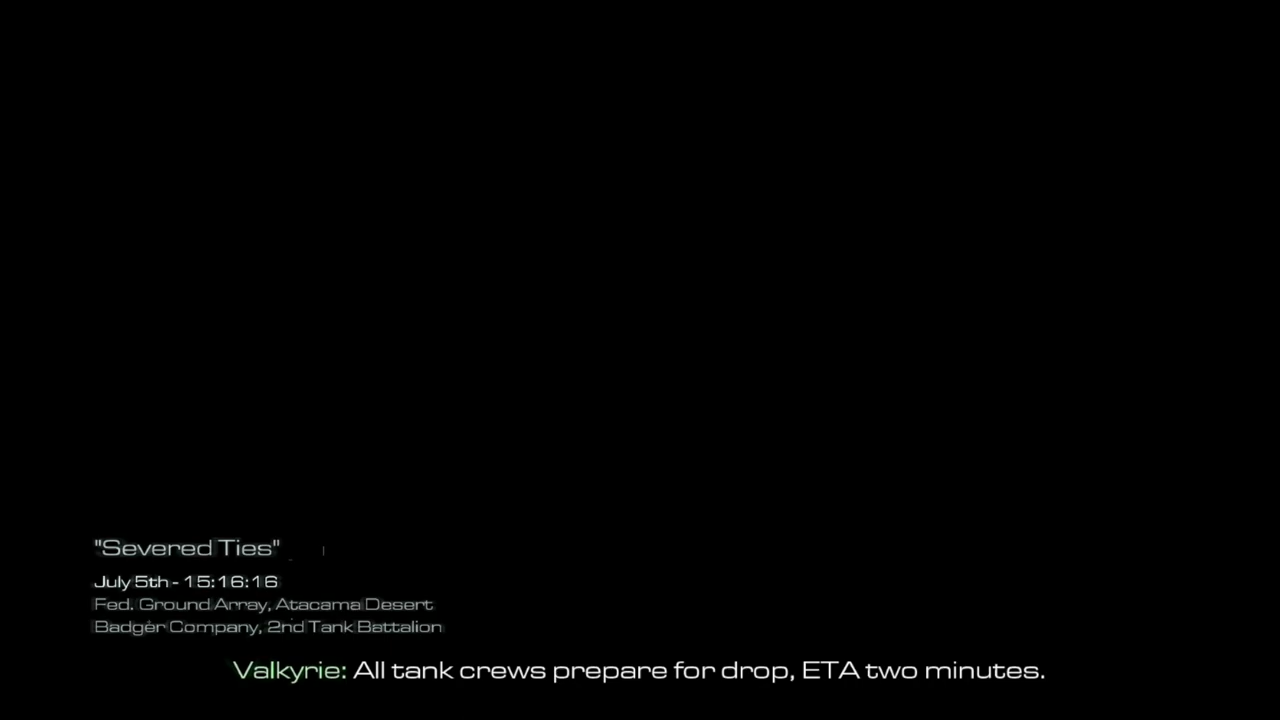 "Severed Ties"
July 5th - 15:16:16
Fed. Ground Array, Atacama Desert
Badger Company, 2nd Tank Battalion
Valkyrie: All tank crews prepare for drop, ETA two minutes.